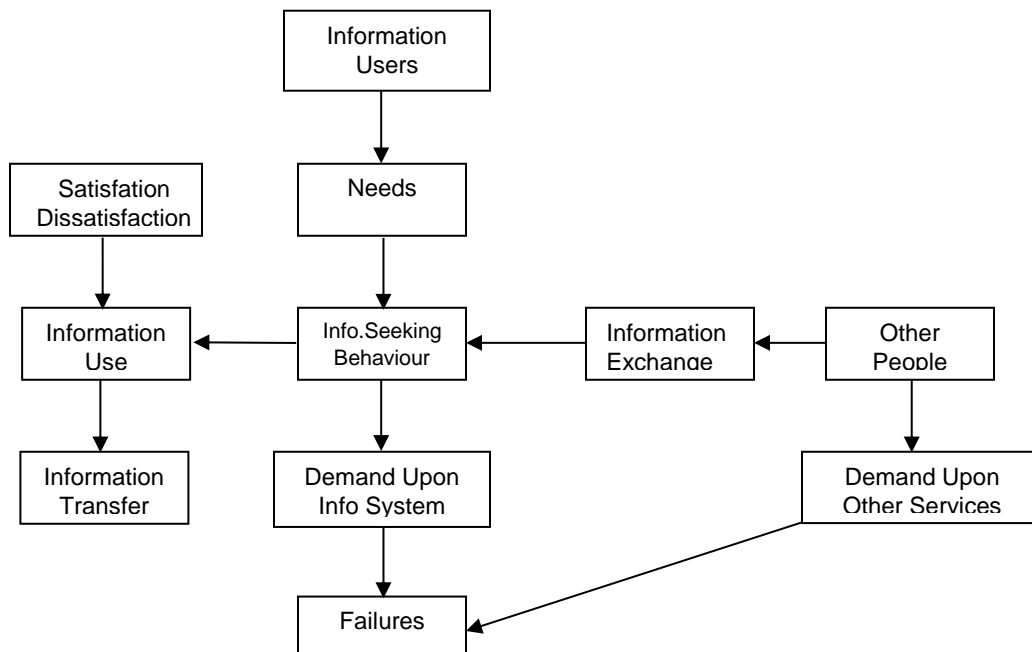 Information
Users
Satisfation
Dissatisfaction
Needs
Information
Use
Info.Seeking
Behaviour
Information
Exchange
Other
People
Information
Transfer
Demand Upon
Info System
Demand Upon
Other Services
Failures